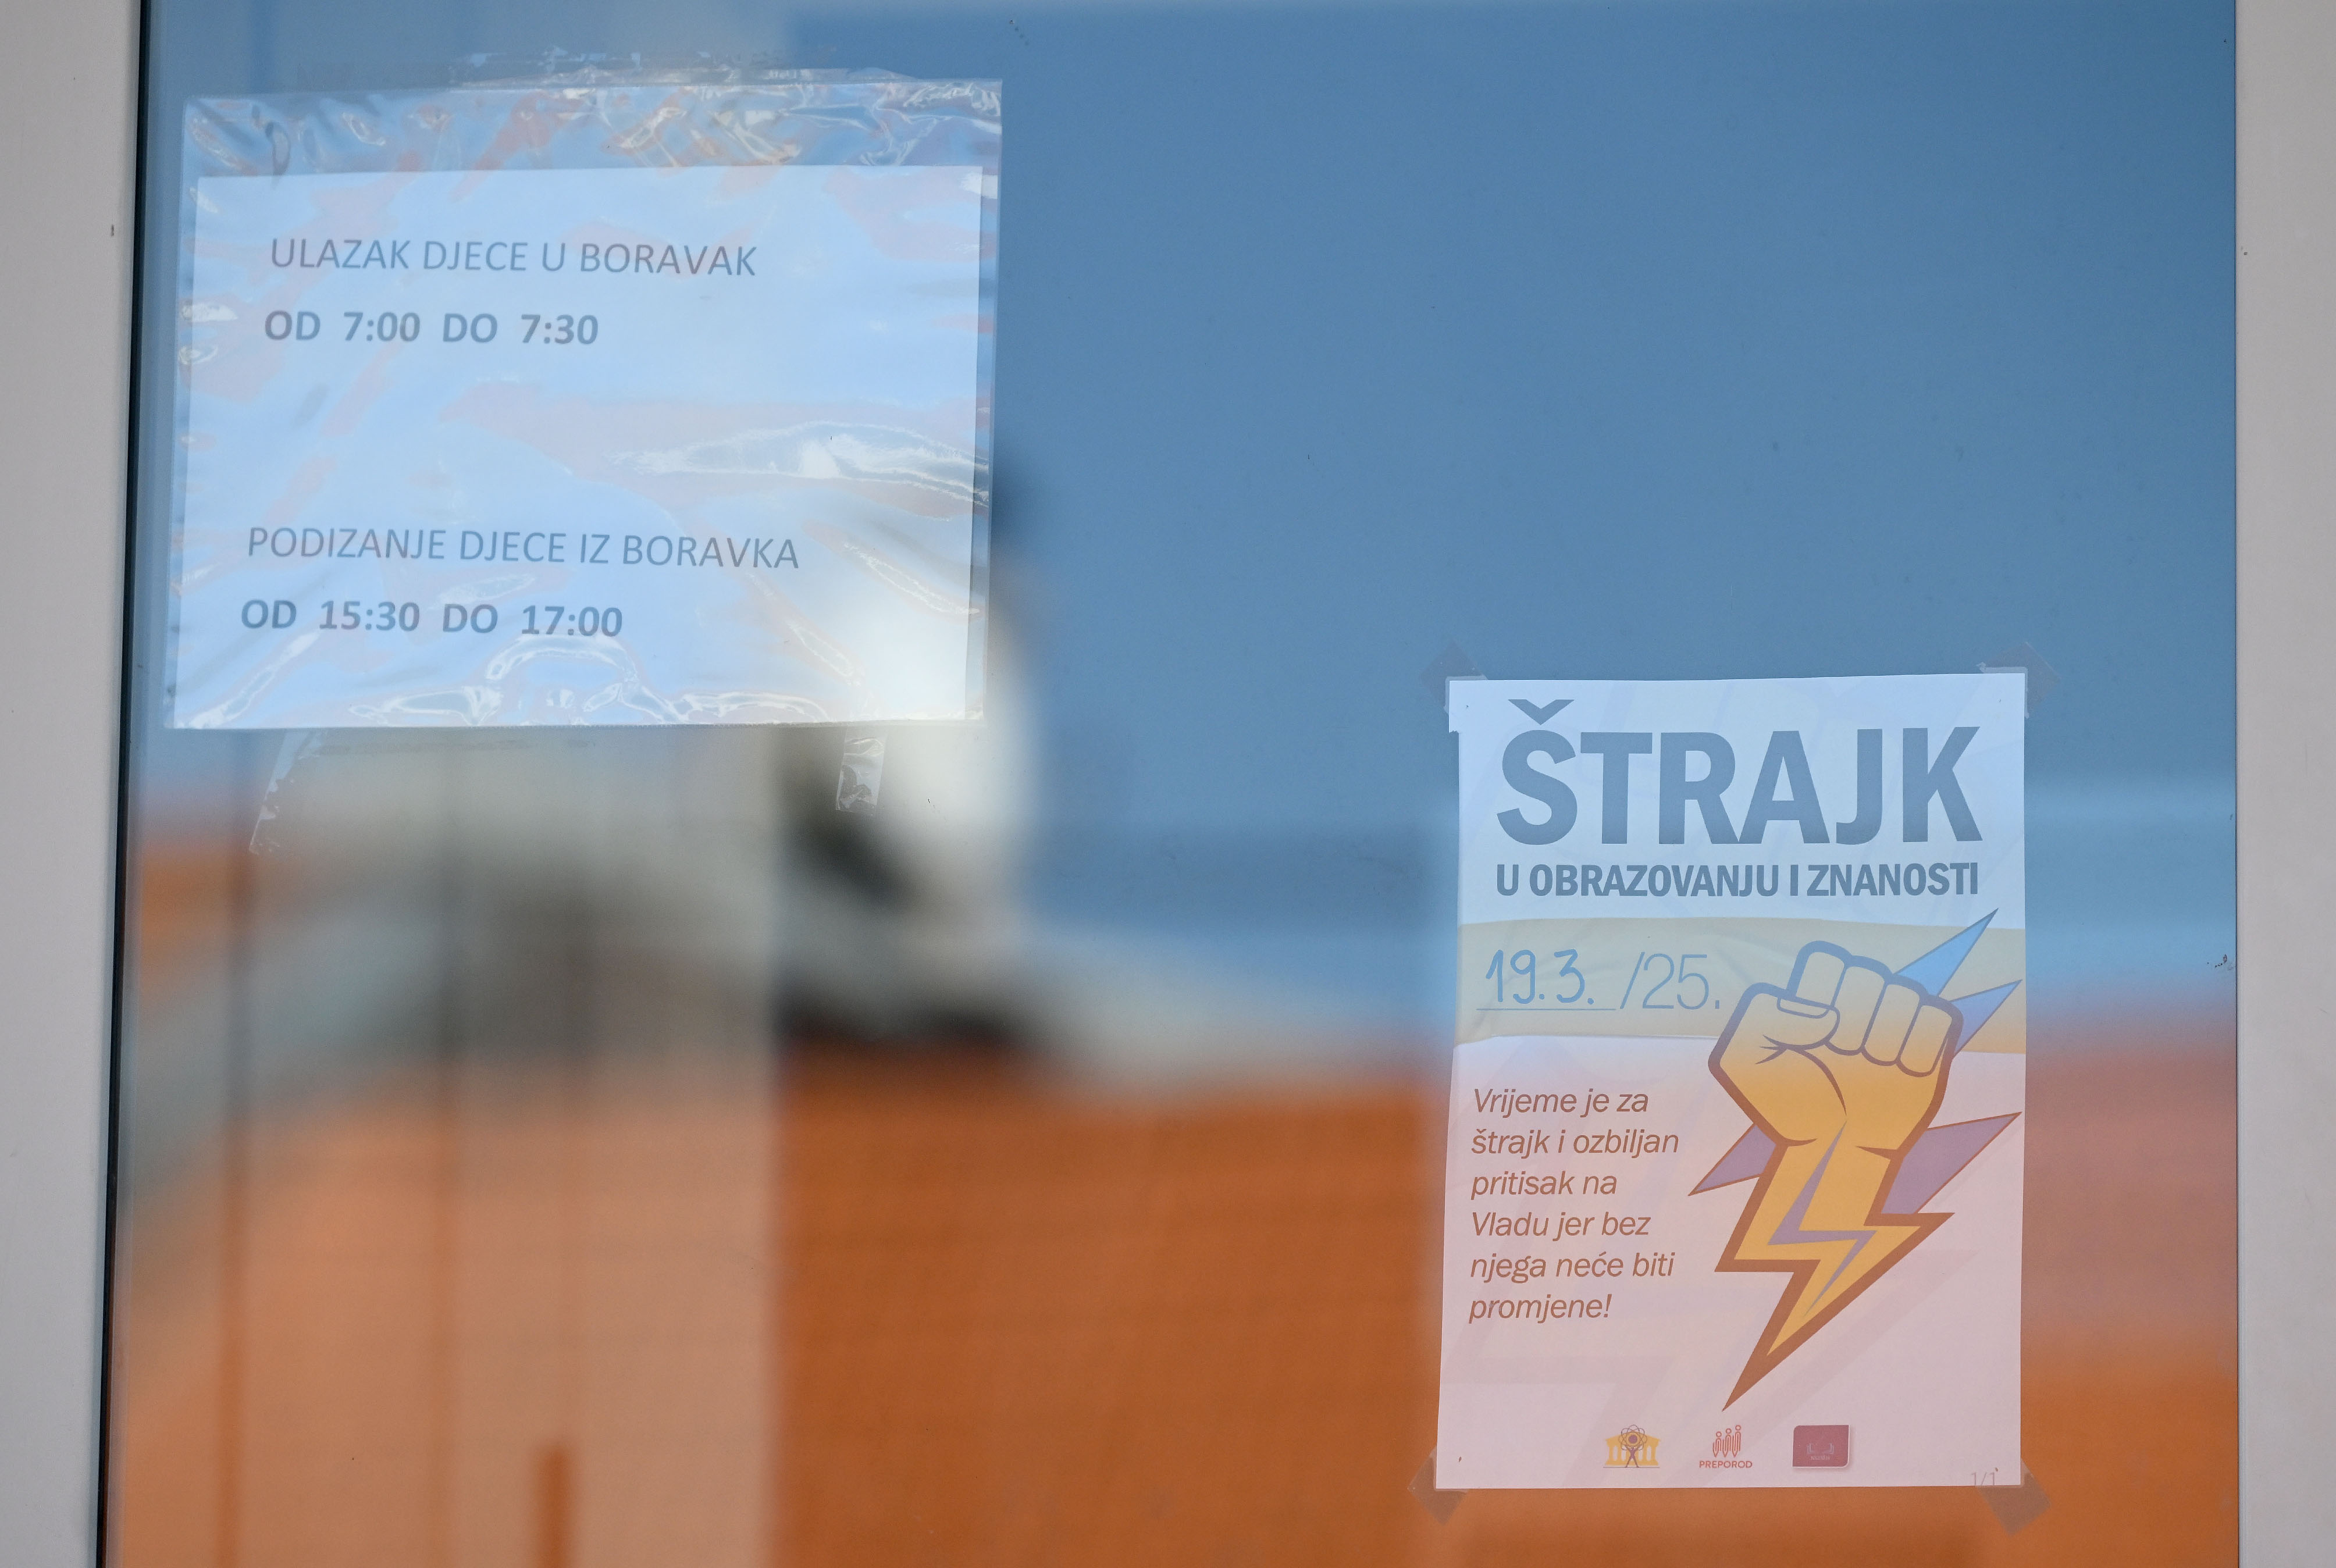 ULAZAK DJECE U BORAVAK
OD 7:00 DO 7:30
PODIZANJE DJECE IZ BORAVKA
OD 15:30 DO 17:00
ŠTRAJK
U OBRAZOVANJU I ZNANOSTI
19.3. /25.
Vrijeme je za
štrajk i ozbiljan
pritisak na
Vladu jer bez
njega neće biti
promjene!
PREPOROD
1/1